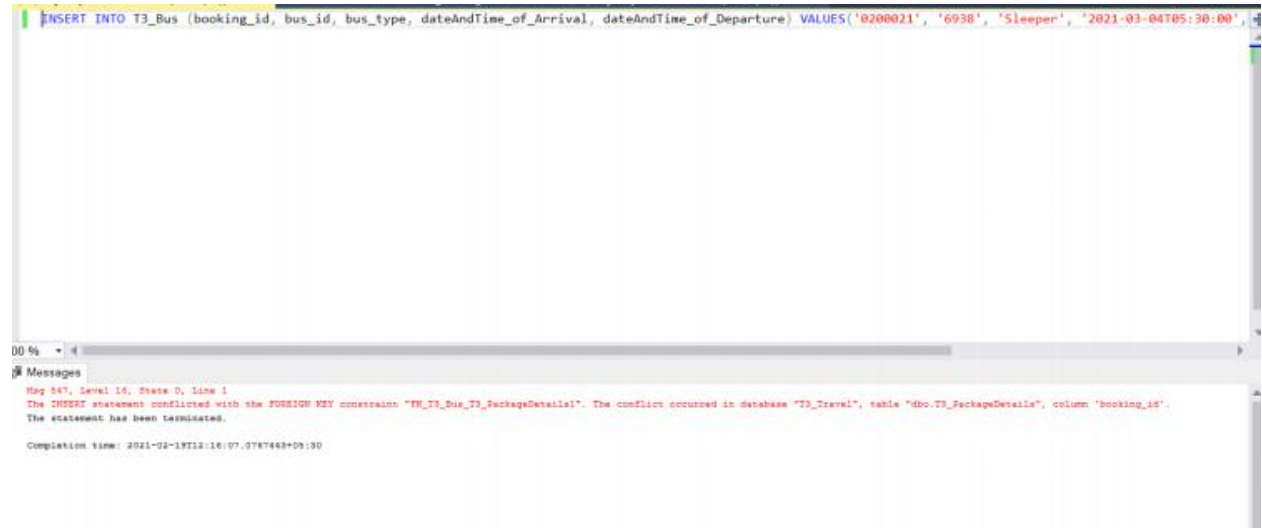 INSERT INTO T3_Bus (booking_id, bus_id, bus_type, dateAndTime_of_Arrival, dateAndTime_of_Departure) VALUES('0200021', '6938', 'Sleeper', '2021-03-04T05:30:00',
00 %
Messages
Msg 547, Level 16, State 0, Line 1
The INSERT statement conflicted with the FOREIGN KEY constraint "FK_T3_Bus_T3_PackageDetails1". The conflict occurred in database "T3_Travel", table "dbo.T3_PackageDetails", column 'booking_id'.
The statement has been terminated.
Completion time: 2021-02-19T12:16:07.0767443+05:30